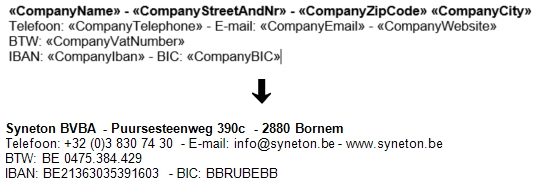 «CompanyName» - «CompanyStreetAndNr» - «CompanyZipCode» «CompanyCity»
Telefoon: «CompanyTelephone» - E-mail: «CompanyEmail» - «CompanyWebsite»
BTW: «CompanyVatNumber»
IBAN: «CompanyIban» - BIC: «CompanyBIC»
Syneton BVBA - Puursesteenweg 390c - 2880 Bornem
Telefoon: +32 (0)3 830 74 30 - E-mail: info@syneton.be - www.syneton.be
BTW: BE 0475.384.429
IBAN: BE21363035391603 - BIC: BBRUBEBB